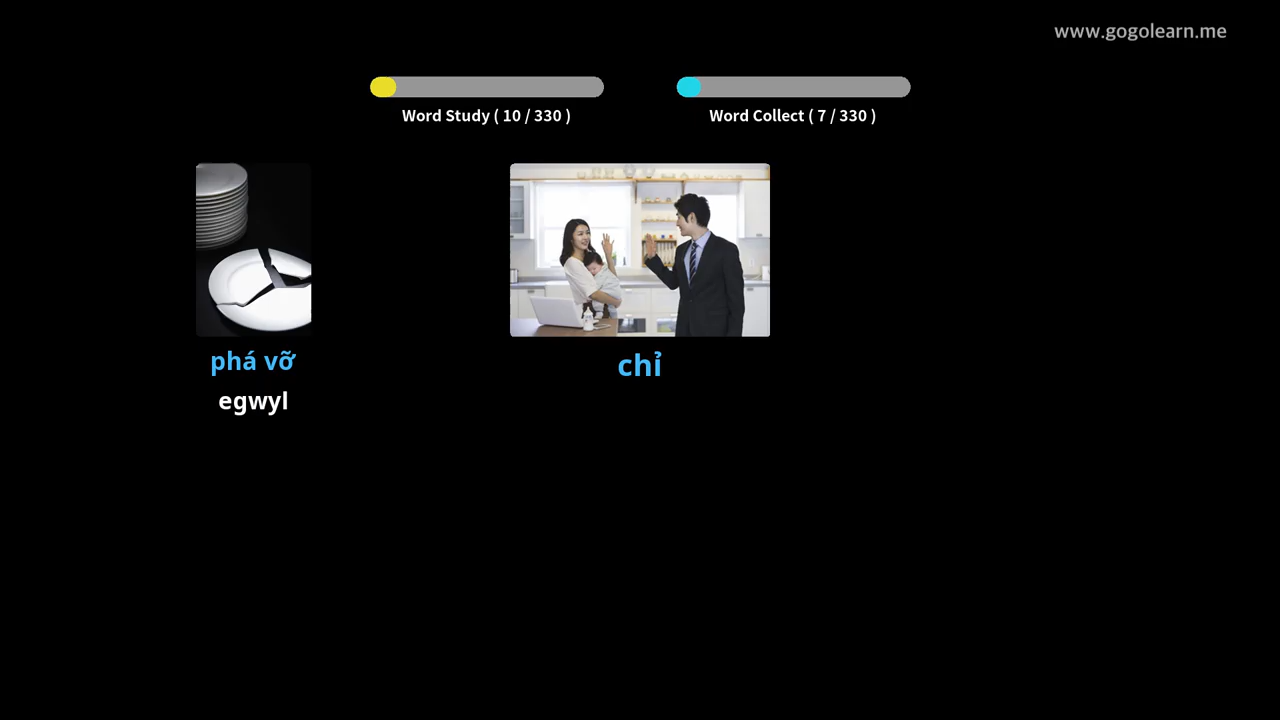 www.gogolearn.me
Word Study ( 10 / 330 )
Word Collect ( 7 / 330 )
phá vỡ
egwyl
chỉ